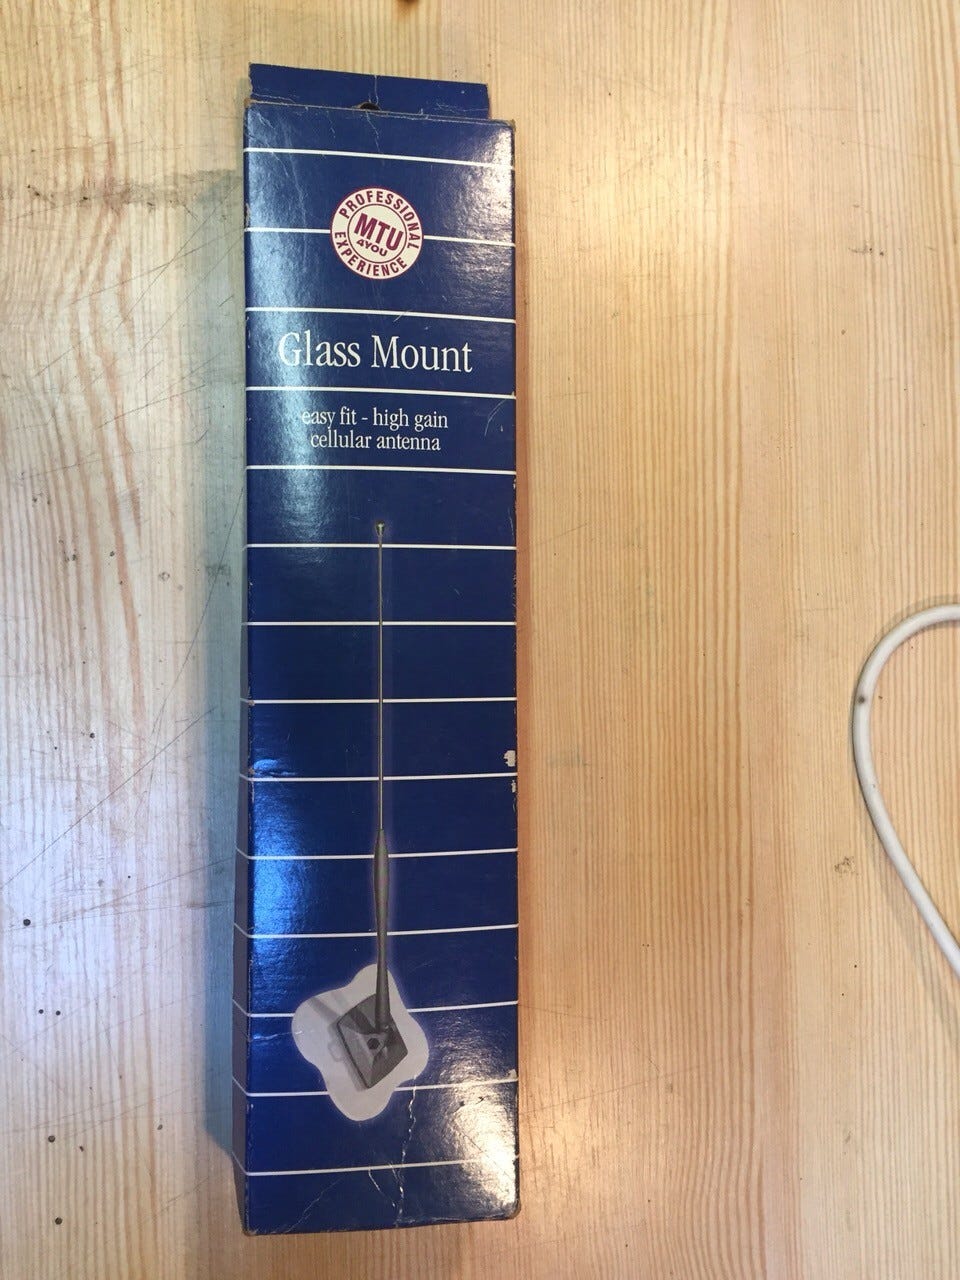 PROFESSIONAL
MTU
4YOU
EXPERIENCE
Glass Mount
easy fit - high gain
cellular antenna